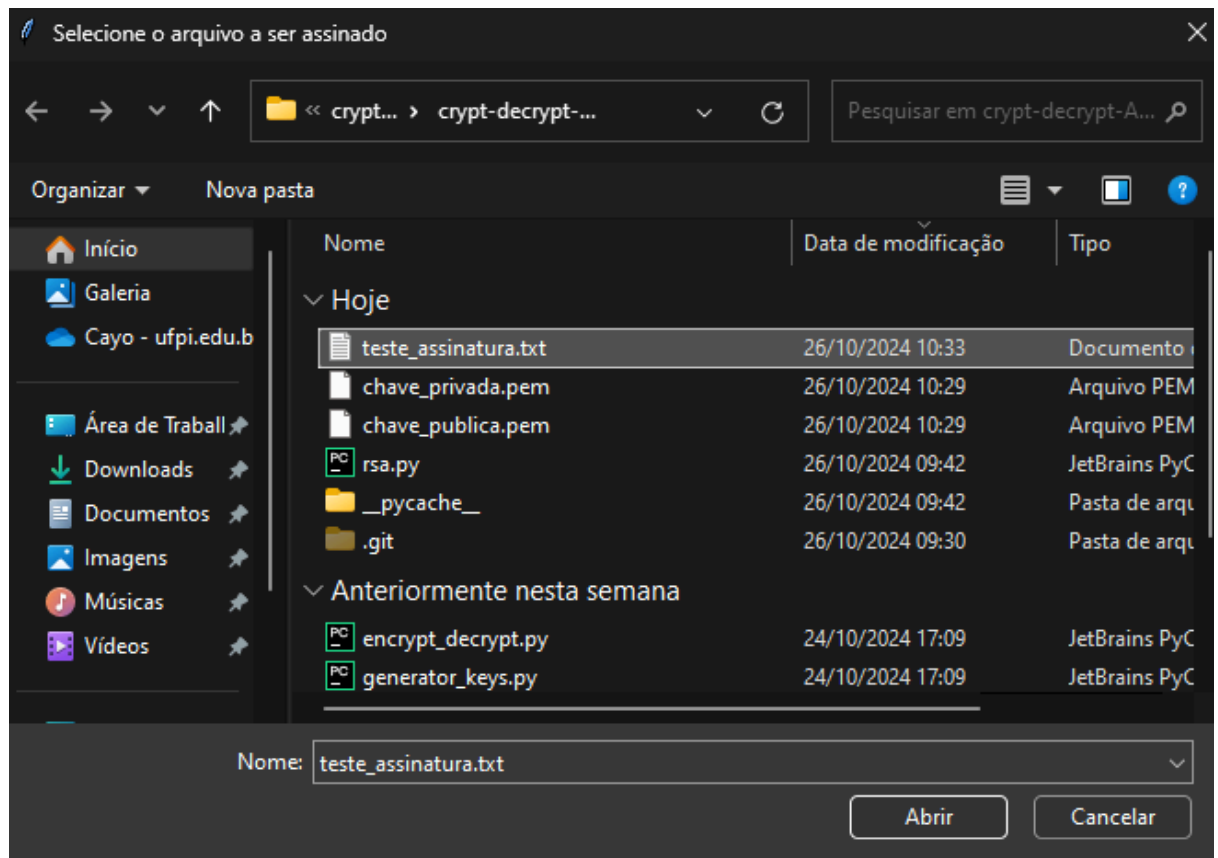 Selecione o arquivo a ser assinado
« crypt... › crypt-decrypt-...
Pesquisar em crypt-decrypt-A...
Organizar
Nova pasta
Início
Galeria
Cayo - ufpi.edu.b
Área de Traball
Downloads
Documentos
Imagens
Músicas
Vídeos
Nome Data de modificação Tipo
Hoje
teste_assinatura.txt 26/10/2024 10:33 Documento
chave_privada.pem 26/10/2024 10:29 Arquivo PEM
chave_publica.pem 26/10/2024 10:29 Arquivo PEM
PC rsa.py 26/10/2024 09:42 JetBrains PyC
__pycache__ 26/10/2024 09:42 Pasta de arqu
.git 26/10/2024 09:30 Pasta de arqu
Anteriormente nesta semana
PC encrypt_decrypt.py 24/10/2024 17:09 JetBrains PyC
PC generator_keys.py 24/10/2024 17:09 JetBrains PyC
Nome: teste_assinatura.txt
Abrir Cancelar